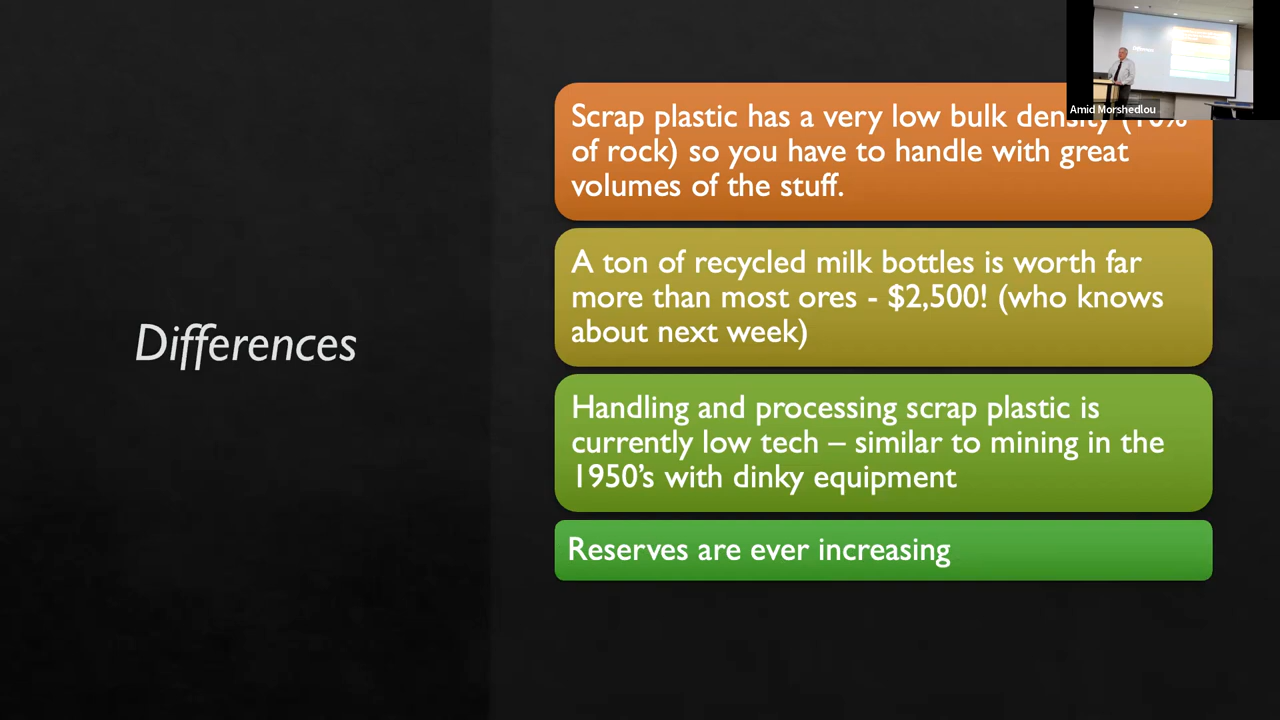 Amid Morshedlou
Scrap plastic has a very low bulk density
of rock) so you have to handle with great
volumes of the stuff.
A ton of recycled milk bottles is worth far
more than most ores - $2,500! (who knows
about next week)
Differences
Handling and processing scrap plastic is
currently low tech – similar to mining in the
1950’s with dinky equipment
Reserves are ever increasing